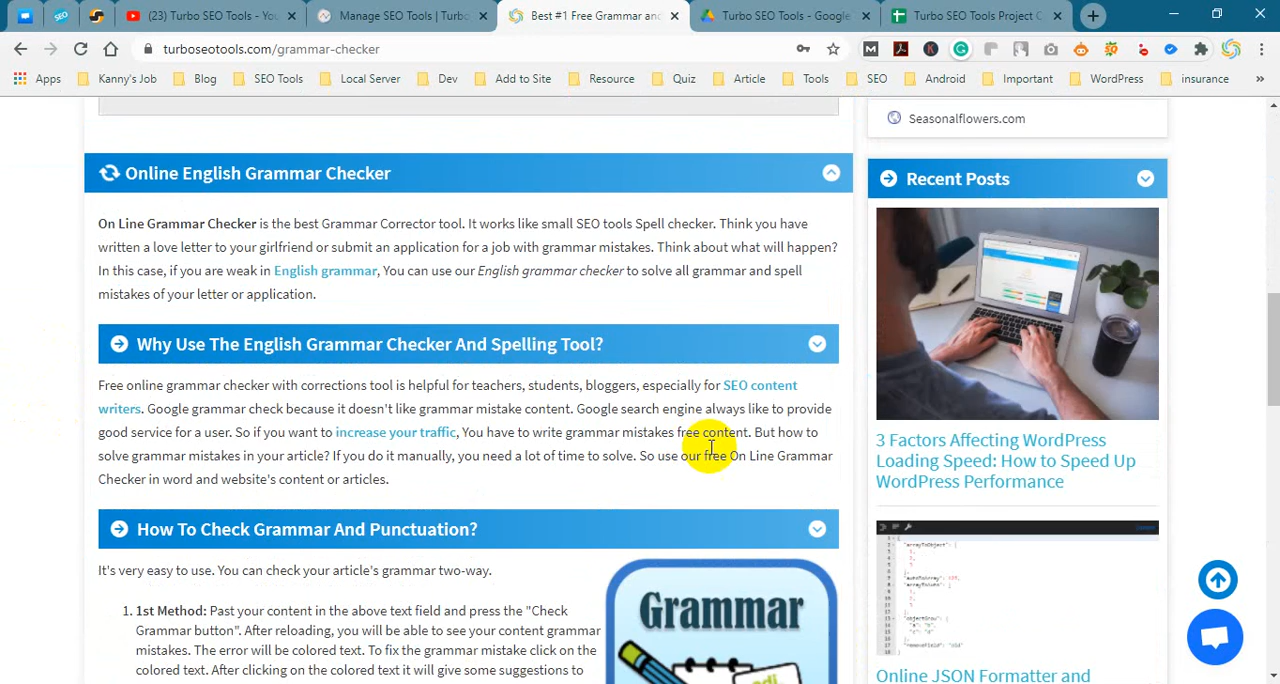 (23) Turbo SEO Tools - You
Manage SEO Tools | Turbo
Best #1 Free Grammar and
Turbo SEO Tools - Google
Turbo SEO Tools Project C
turboseotools.com/grammar-checker
Apps
Kanny's Job
Blog
SEO Tools
Local Server
Dev
Add to Site
Resource
Quiz
Article
Tools
SEO
Android
Important
WordPress
insurance
»
Online English Grammar Checker
On Line Grammar Checker is the best Grammar Corrector tool. It works like small SEO tools Spell checker. Think you have
written a love letter to your girlfriend or submit an application for a job with grammar mistakes. Think about what will happen?
In this case, if you are weak in English grammar, You can use our English grammar checker to solve all grammar and spell
mistakes of your letter or application.
Why Use The English Grammar Checker And Spelling Tool?
Free online grammar checker with corrections tool is helpful for teachers, students, bloggers, especially for SEO content
writers. Google grammar check because it doesn't like grammar mistake content. Google search engine always like to provide
good service for a user. So if you want to increase your traffic, You have to write grammar mistakes free content. But how to
solve grammar mistakes in your article? If you do it manually, you need a lot of time to solve. So use our free On Line Grammar
Checker in word and website's content or articles.
How To Check Grammar And Punctuation?
It's very easy to use. You can check your article's grammar two-way.
1. 1st Method: Fast your content in the above text field and press the "Check
Grammar button". After reloading, you will be able to see your content grammar
mistakes. There will be colored text. To fix the grammar mistake click on the
colored text. After clicking on the colored text it will give some suggestions to
Grammar
Seasonalflowers.com
Recent Posts
3 Factors Affecting WordPress
Loading Speed: How to Speed Up
WordPress Performance
Online JSON Formatter and